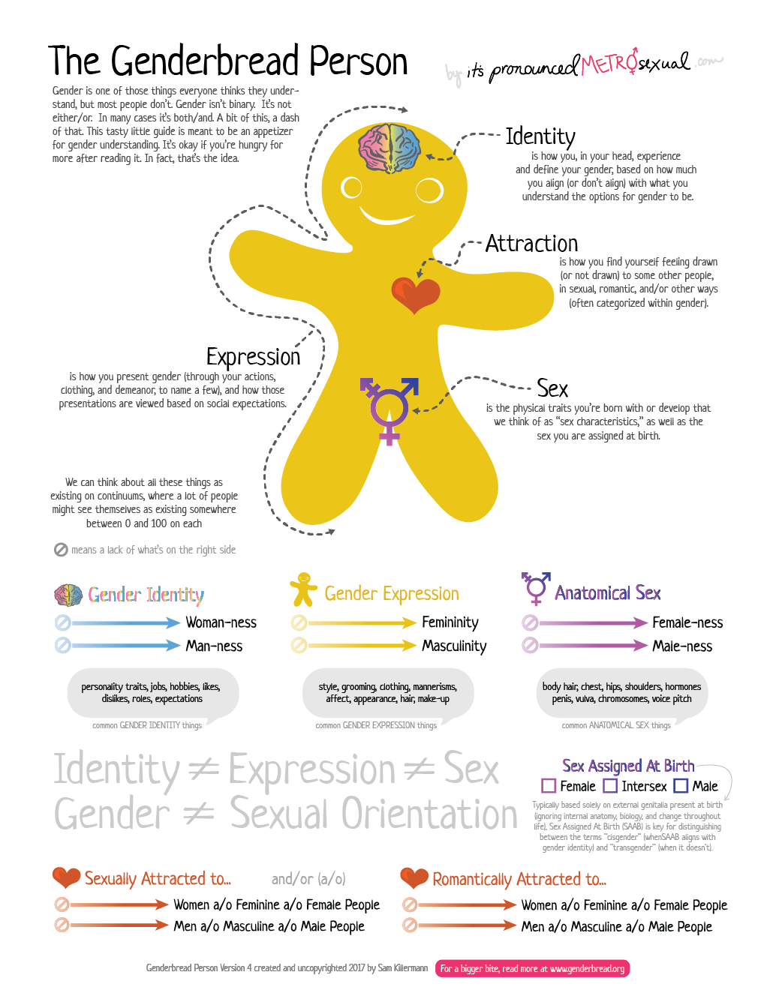 The Genderbread Person
by it's pronounced METROsexual .com
Gender is one of those things everyone thinks they under-
stand, but most people don't. Gender isn't binary. It's not
either/or. In many cases it's both/and. A bit of this, a dash
of that. This tasty little guide is meant to be an appetizer
for gender understanding. It's okay if you're hungry for
more after reading it. In fact, that's the idea.
Identity
is how you, in your head, experience
and define your gender, based on how much
you align (or don't align) with what you
understand the options for gender to be.
Attraction
is how you find yourself feeling drawn
(or not drawn) to some other people,
in sexual, romantic, and/or other ways
(often categorized within gender).
Expression
is how you present gender (through your actions,
clothing, and demeanor, to name a few), and how those
presentations are viewed based on social expectations.
Sex
is the physical traits you're born with or develop that
we think of as "sex characteristics," as well as the
sex you are assigned at birth.
We can think about all these things as
existing on continuums, where a lot of people
might see themselves as existing somewhere
between 0 and 100 on each
means a lack of what's on the right side
Gender Identity
Woman-ness
Man-ness
personality traits, jobs, hobbies, likes,
dislikes, roles, expectations
common GENDER IDENTITY things
Gender Expression
Femininity
Masculinity
style, grooming, clothing, mannerisms,
affect, appearance, hair, make-up
common GENDER EXPRESSION things
Anatomical Sex
Female-ness
Male-ness
body hair, chest, hips, shoulders, hormones
penis, vulva, chromosomes, voice pitch
common ANATOMICAL SEX things
Identity ≠ Expression ≠ Sex
Gender ≠ Sexual Orientation
Sex Assigned At Birth
Female Intersex Male
Typically based solely on external genitalia present at birth
(ignoring internal anatomy, biology, and change throughout
life), Sex Assigned At Birth (SAAB) is key for distinguishing
between the terms "cisgender" (whenSAAB aligns with
gender identity) and "transgender" (when it doesn't).
Sexually Attracted to...
Women a/o Feminine a/o Female People
Men a/o Masculine a/o Male People
and/or (a/o)
Romantically Attracted to...
Women a/o Feminine a/o Female People
Men a/o Masculine a/o Male People
Genderbread Person Version 4 created and uncopyrighted 2017 by Sam Killermann
For a bigger bite, read more at www.genderbread.org